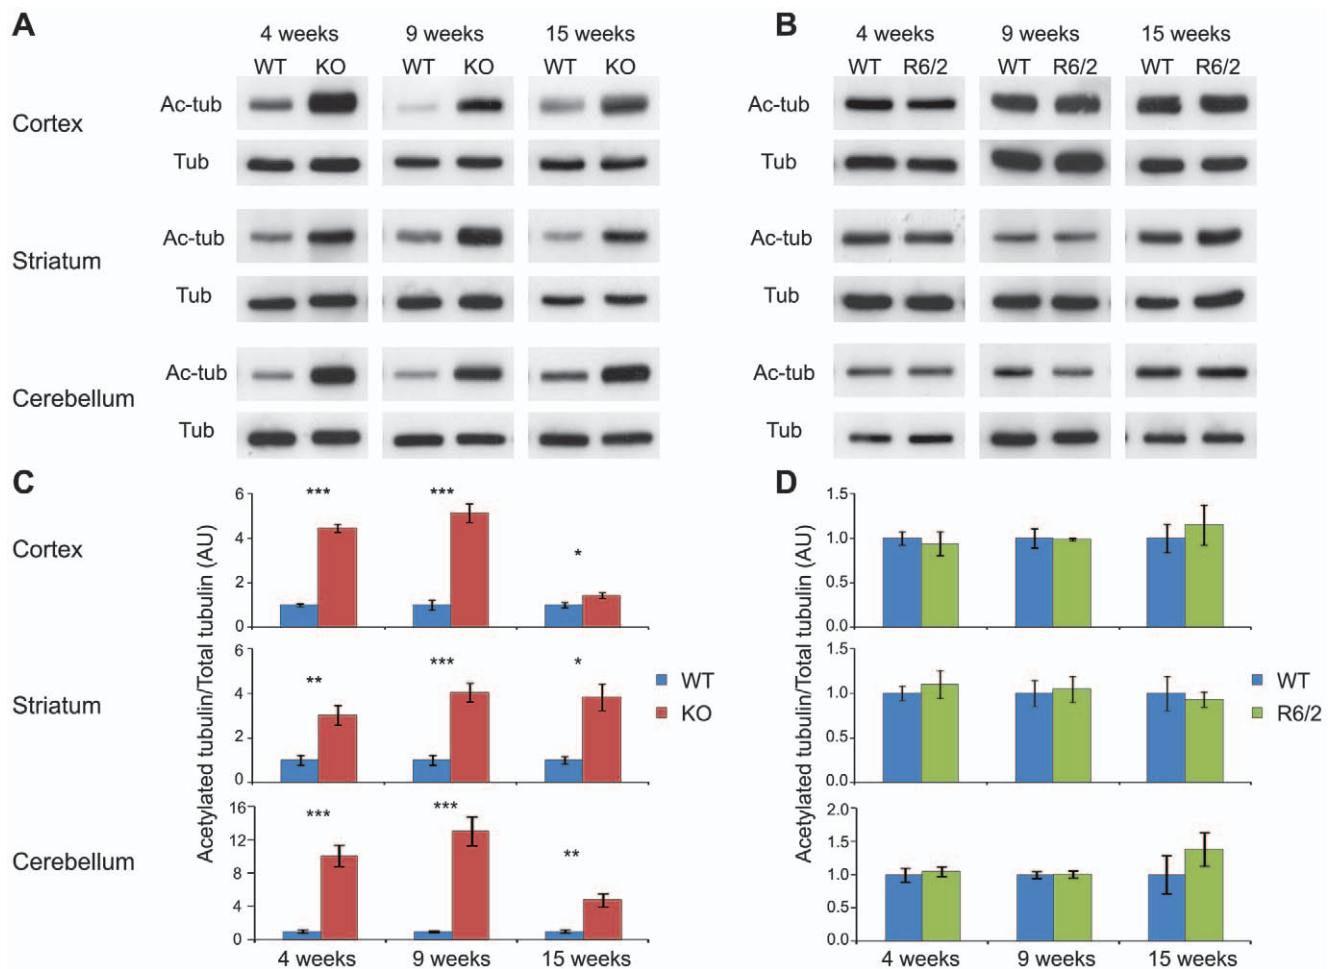 A
4 weeks 9 weeks 15 weeks
WT KO WT KO WT KO
Cortex
Ac-tub
Tub
Striatum
Ac-tub
Tub
Cerebellum
Ac-tub
Tub
B
4 weeks 9 weeks 15 weeks
WT R6/2 WT R6/2 WT R6/2
Ac-tub
Tub
Ac-tub
Tub
Ac-tub
Tub
C
Acetylated tubulin/Total tubulin (AU)
Cortex
6
4
2
0
***
***
*
Striatum
6
4
2
0
**
***
*
WT
KO
Cerebellum
16
12
8
4
0
***
***
**
4 weeks 9 weeks 15 weeks
D
Acetylated tubulin/Total tubulin (AU)
1.5
1.0
0.5
0.0
1.5
1.0
0.5
0.0
WT
R6/2
2.0
1.5
1.0
0.5
0.0
4 weeks 9 weeks 15 weeks